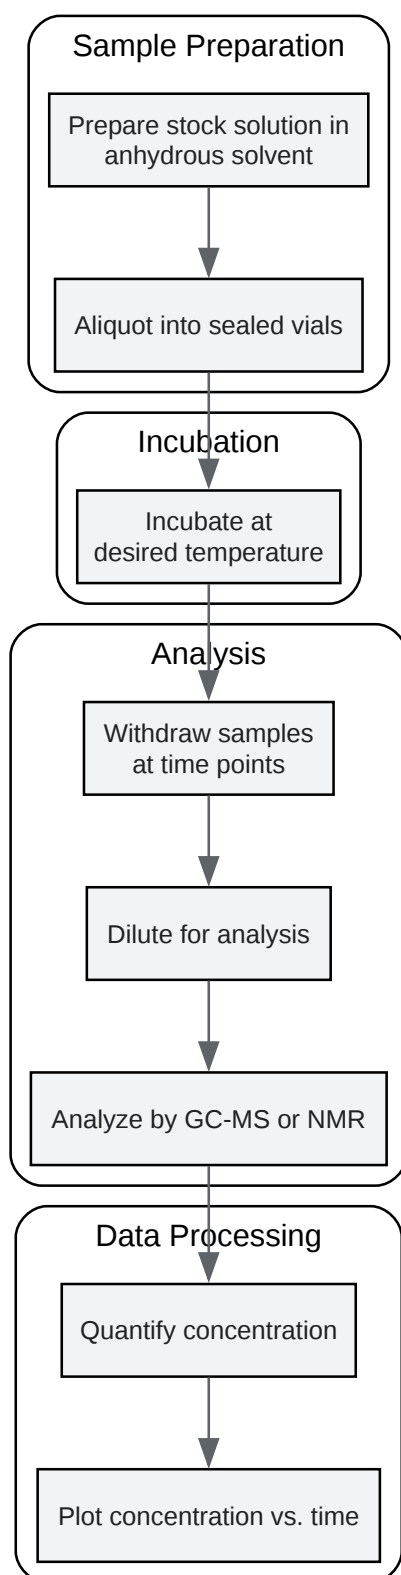 Sample Preparation
Prepare stock solution in
anhydrous solvent
Aliquot into sealed vials
Incubation
Incubate at
desired temperature
Analysis
Withdraw samples
at time points
Dilute for analysis
Analyze by GC-MS or NMR
Data Processing
Quantify concentration
Plot concentration vs. time